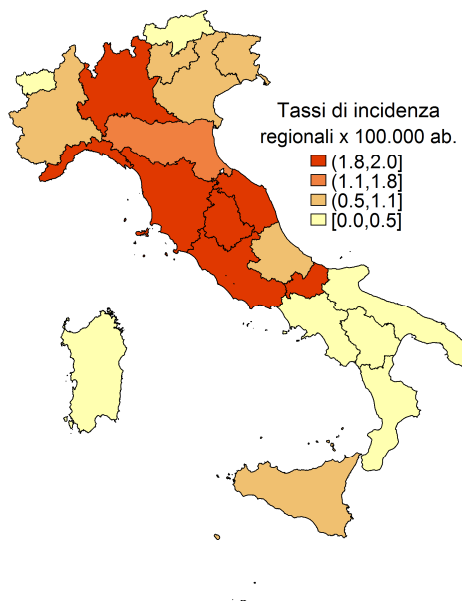 Tassi di incidenza
regionali x 100.000 ab.
(1.8,2.0]
(1.1,1.8]
(0.5,1.1]
[0.0,0.5]